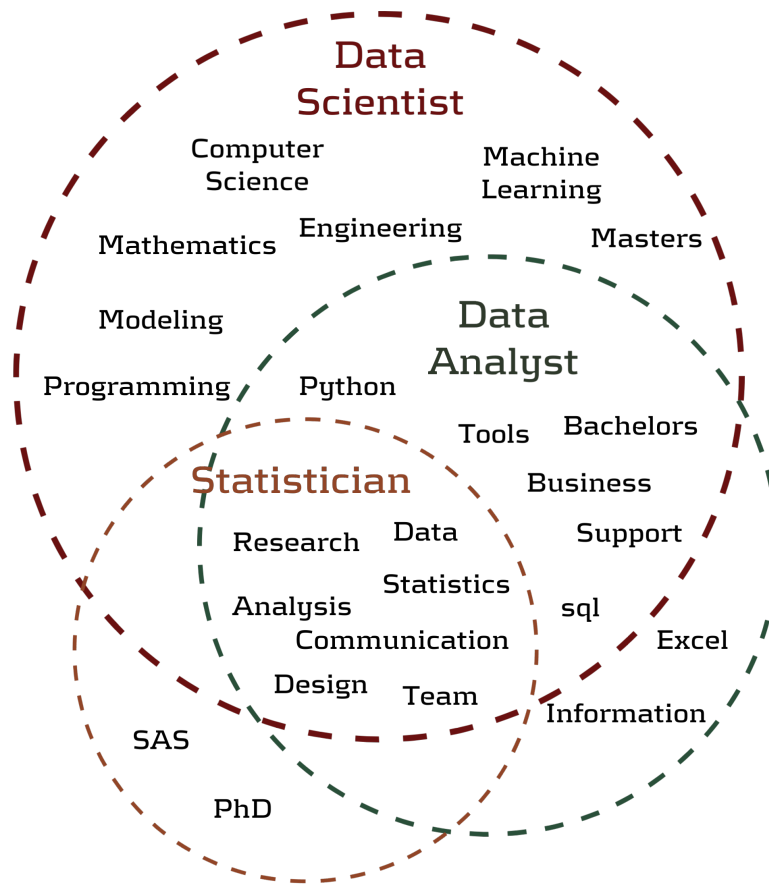 Data
Scientist
Computer
Science
Machine
Learning
Engineering
Masters
Mathematics
Modeling
Data
Analyst
Programming
Python
Tools
Bachelors
Statistician
Business
Research
Data
Support
Statistics
Analysis
sql
Communication
Excel
Design
Team
Information
SAS
PhD